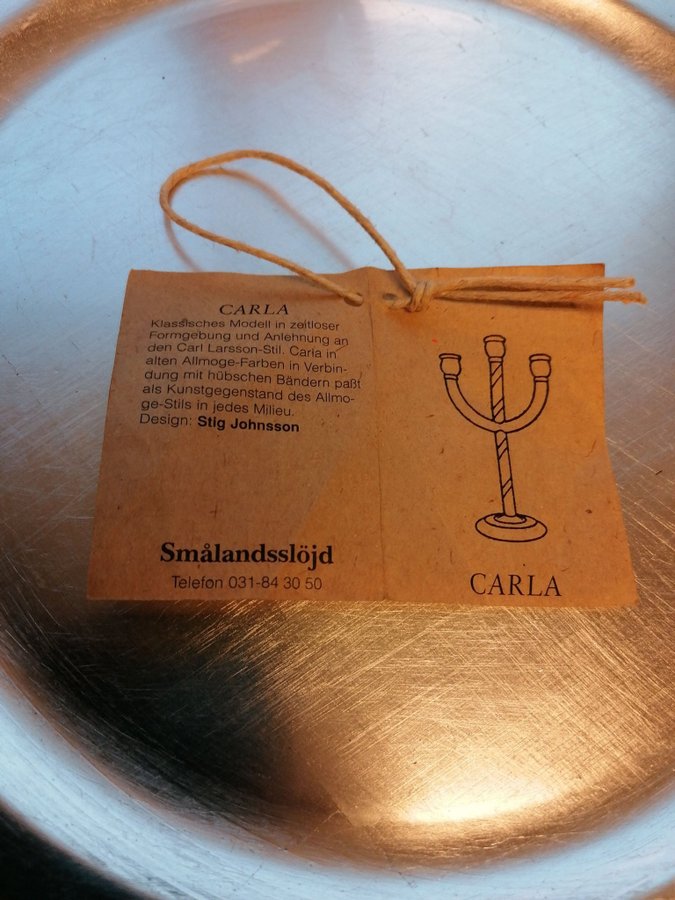 CARLA
Klassisches Modell in zeitloser
Formgebung und Anlehnung an
den Carl Larsson-Stil. Carla in
alten Allmoge-Farben in Verbin-
dung mit hübschen Bändern paßt
als Kunstgegenstand des Allmo-
ge-Stils in jedes Milieu.
Design: Stig Johnsson
Smålandsslöjd
Telefon 031-84 30 50
CARLA